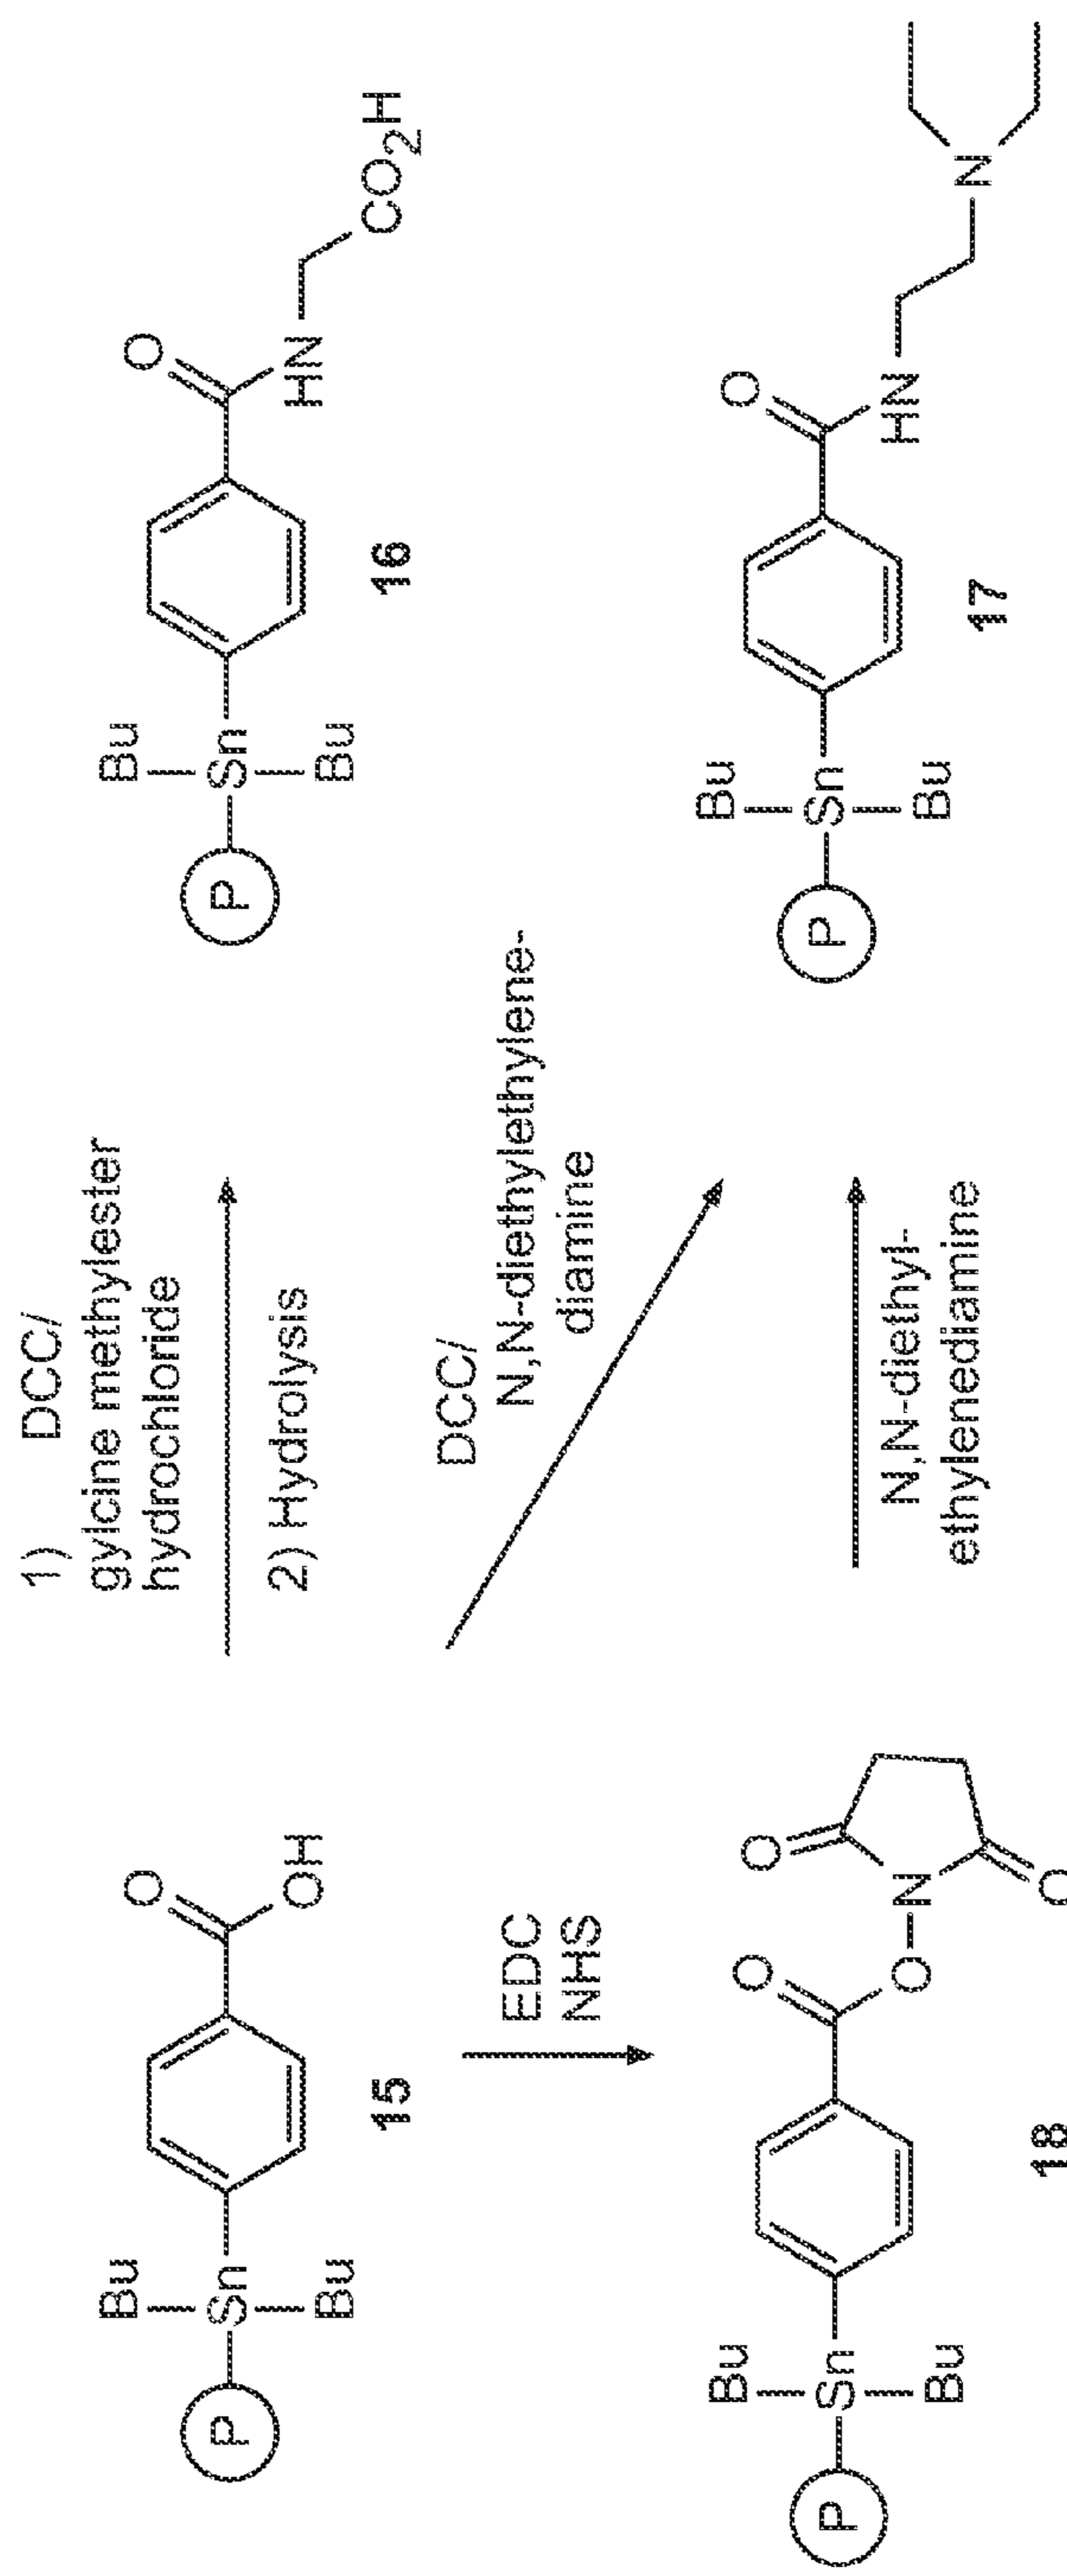 Bu
P
Sn
Bu
O
OH
15
1) DCC/
gylcine methylester
hydrochloride
2) Hydrolysis
Bu
P
Sn
Bu
O
HN
CO2H
16
EDC
NHS
DCC/
N,N-diethylethylene-
diamine
Bu
P
Sn
Bu
O
O
N
O
O
18
N,N-diethyl-
ethylenediamine
Bu
P
Sn
Bu
O
HN
N
17